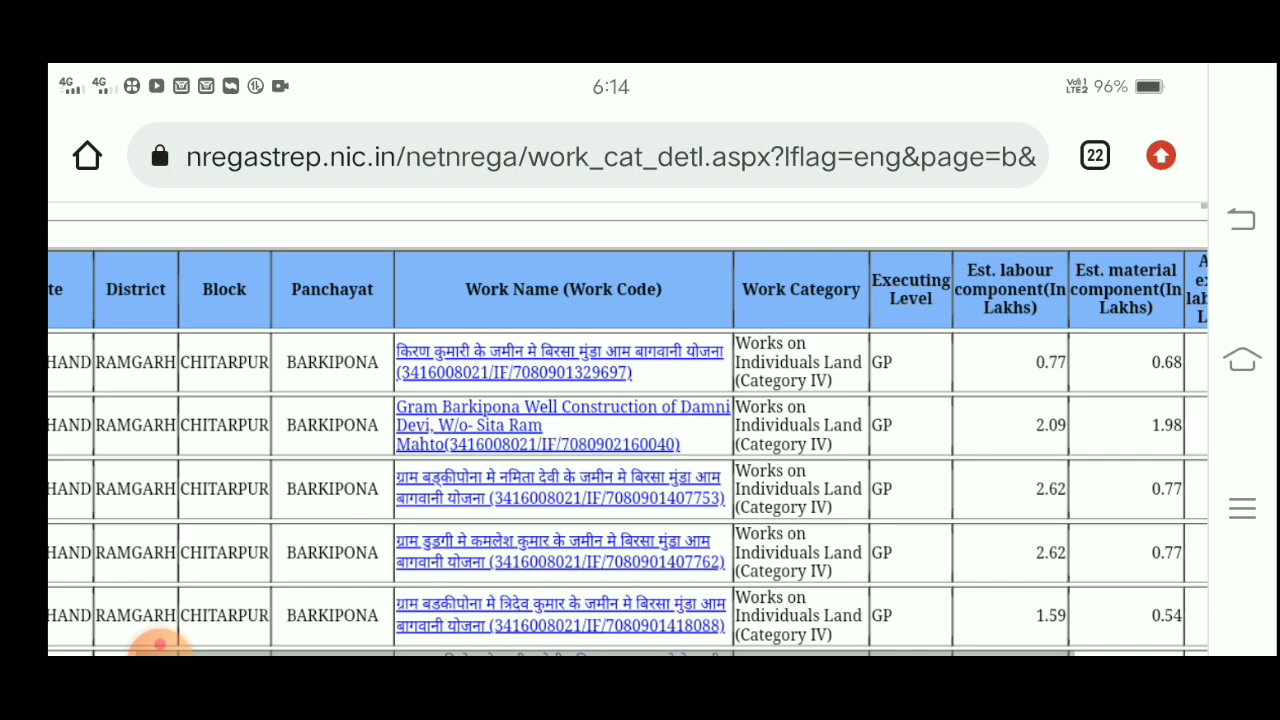 4G 4G 6:14 Vol) 1 LTE2 96%
nregastrep.nic.in/netnrega/work_cat_detl.aspx?lflag=eng&page=b&
22
te District Block Panchayat Work Name (Work Code) Work Category Executing Level Est. labour component(In Lakhs) Est. material component(In Lakhs)
HAND RAMGARH CHITARPUR BARKIPONA किरण कुमारी के जमीन मे बिरसा मुंडा आम बागवानी योजना (3416008021/IF/7080901329697) Works on Individuals Land (Category IV) GP 0.77 0.68
HAND RAMGARH CHITARPUR BARKIPONA Gram Barkipona Well Construction of Damni Devi, W/o- Sita Ram Mahto(3416008021/IF/7080902160040) Works on Individuals Land (Category IV) GP 2.09 1.98
HAND RAMGARH CHITARPUR BARKIPONA ग्राम बड़्कीपोना मे नमिता देवी के जमीन मे बिरसा मुंडा आम बागवानी योजना (3416008021/IF/7080901407753) Works on Individuals Land (Category IV) GP 2.62 0.77
HAND RAMGARH CHITARPUR BARKIPONA ग्राम डुडगी मे कमलेश कुमार के जमीन मे बिरसा मुंडा आम बागवानी योजना (3416008021/IF/7080901407762) Works on Individuals Land (Category IV) GP 2.62 0.77
HAND RAMGARH CHITARPUR BARKIPONA ग्राम बडकीपोना मे त्रिदेव कुमार के जमीन मे बिरसा मुंडा आम बागवानी योजना (3416008021/IF/7080901418088) Works on Individuals Land (Category IV) GP 1.59 0.54